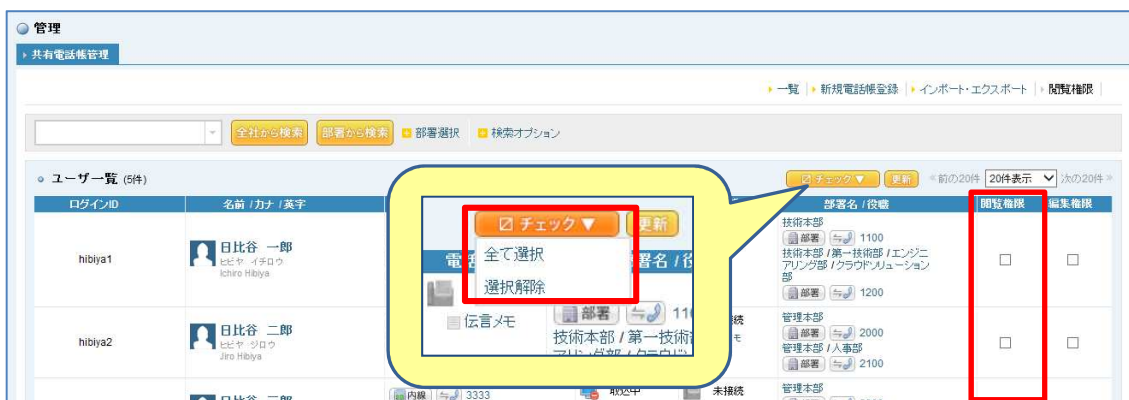 管理
共有電話帳管理
一覧 新規電話帳登録 インポート・エクスポート 閲覧権限
全社から検索 部署から検索 部署選択 検索オプション
ユーザ一覧 (5件)
チェック▼ 更新 «前の20件 20件表示 次の20件»
ログインID 名前 /カナ /英字 部署名 /役職 閲覧権限 編集権限
hibiya1
日比谷 一郎
ヒビヤ イチロウ
Ichiro Hibiya
技術本部
部署 1100
技術本部 /第一技術部 /エンジニ
アリング部 /クラウドソリューション
部
部署 1200
チェック▼ 更新
全て選択
選択解除
電 署名 / 役
部署 110
伝言メモ
技術本部 / 第一技術部
hibiya2
日比谷 二郎
ヒビヤ ジロウ
Jiro Hibiya
続
モ
管理本部
部署 2000
管理本部 /人事部
部署 2100
日比谷 三郎
内線 3333
取込中
未接続
管理本部